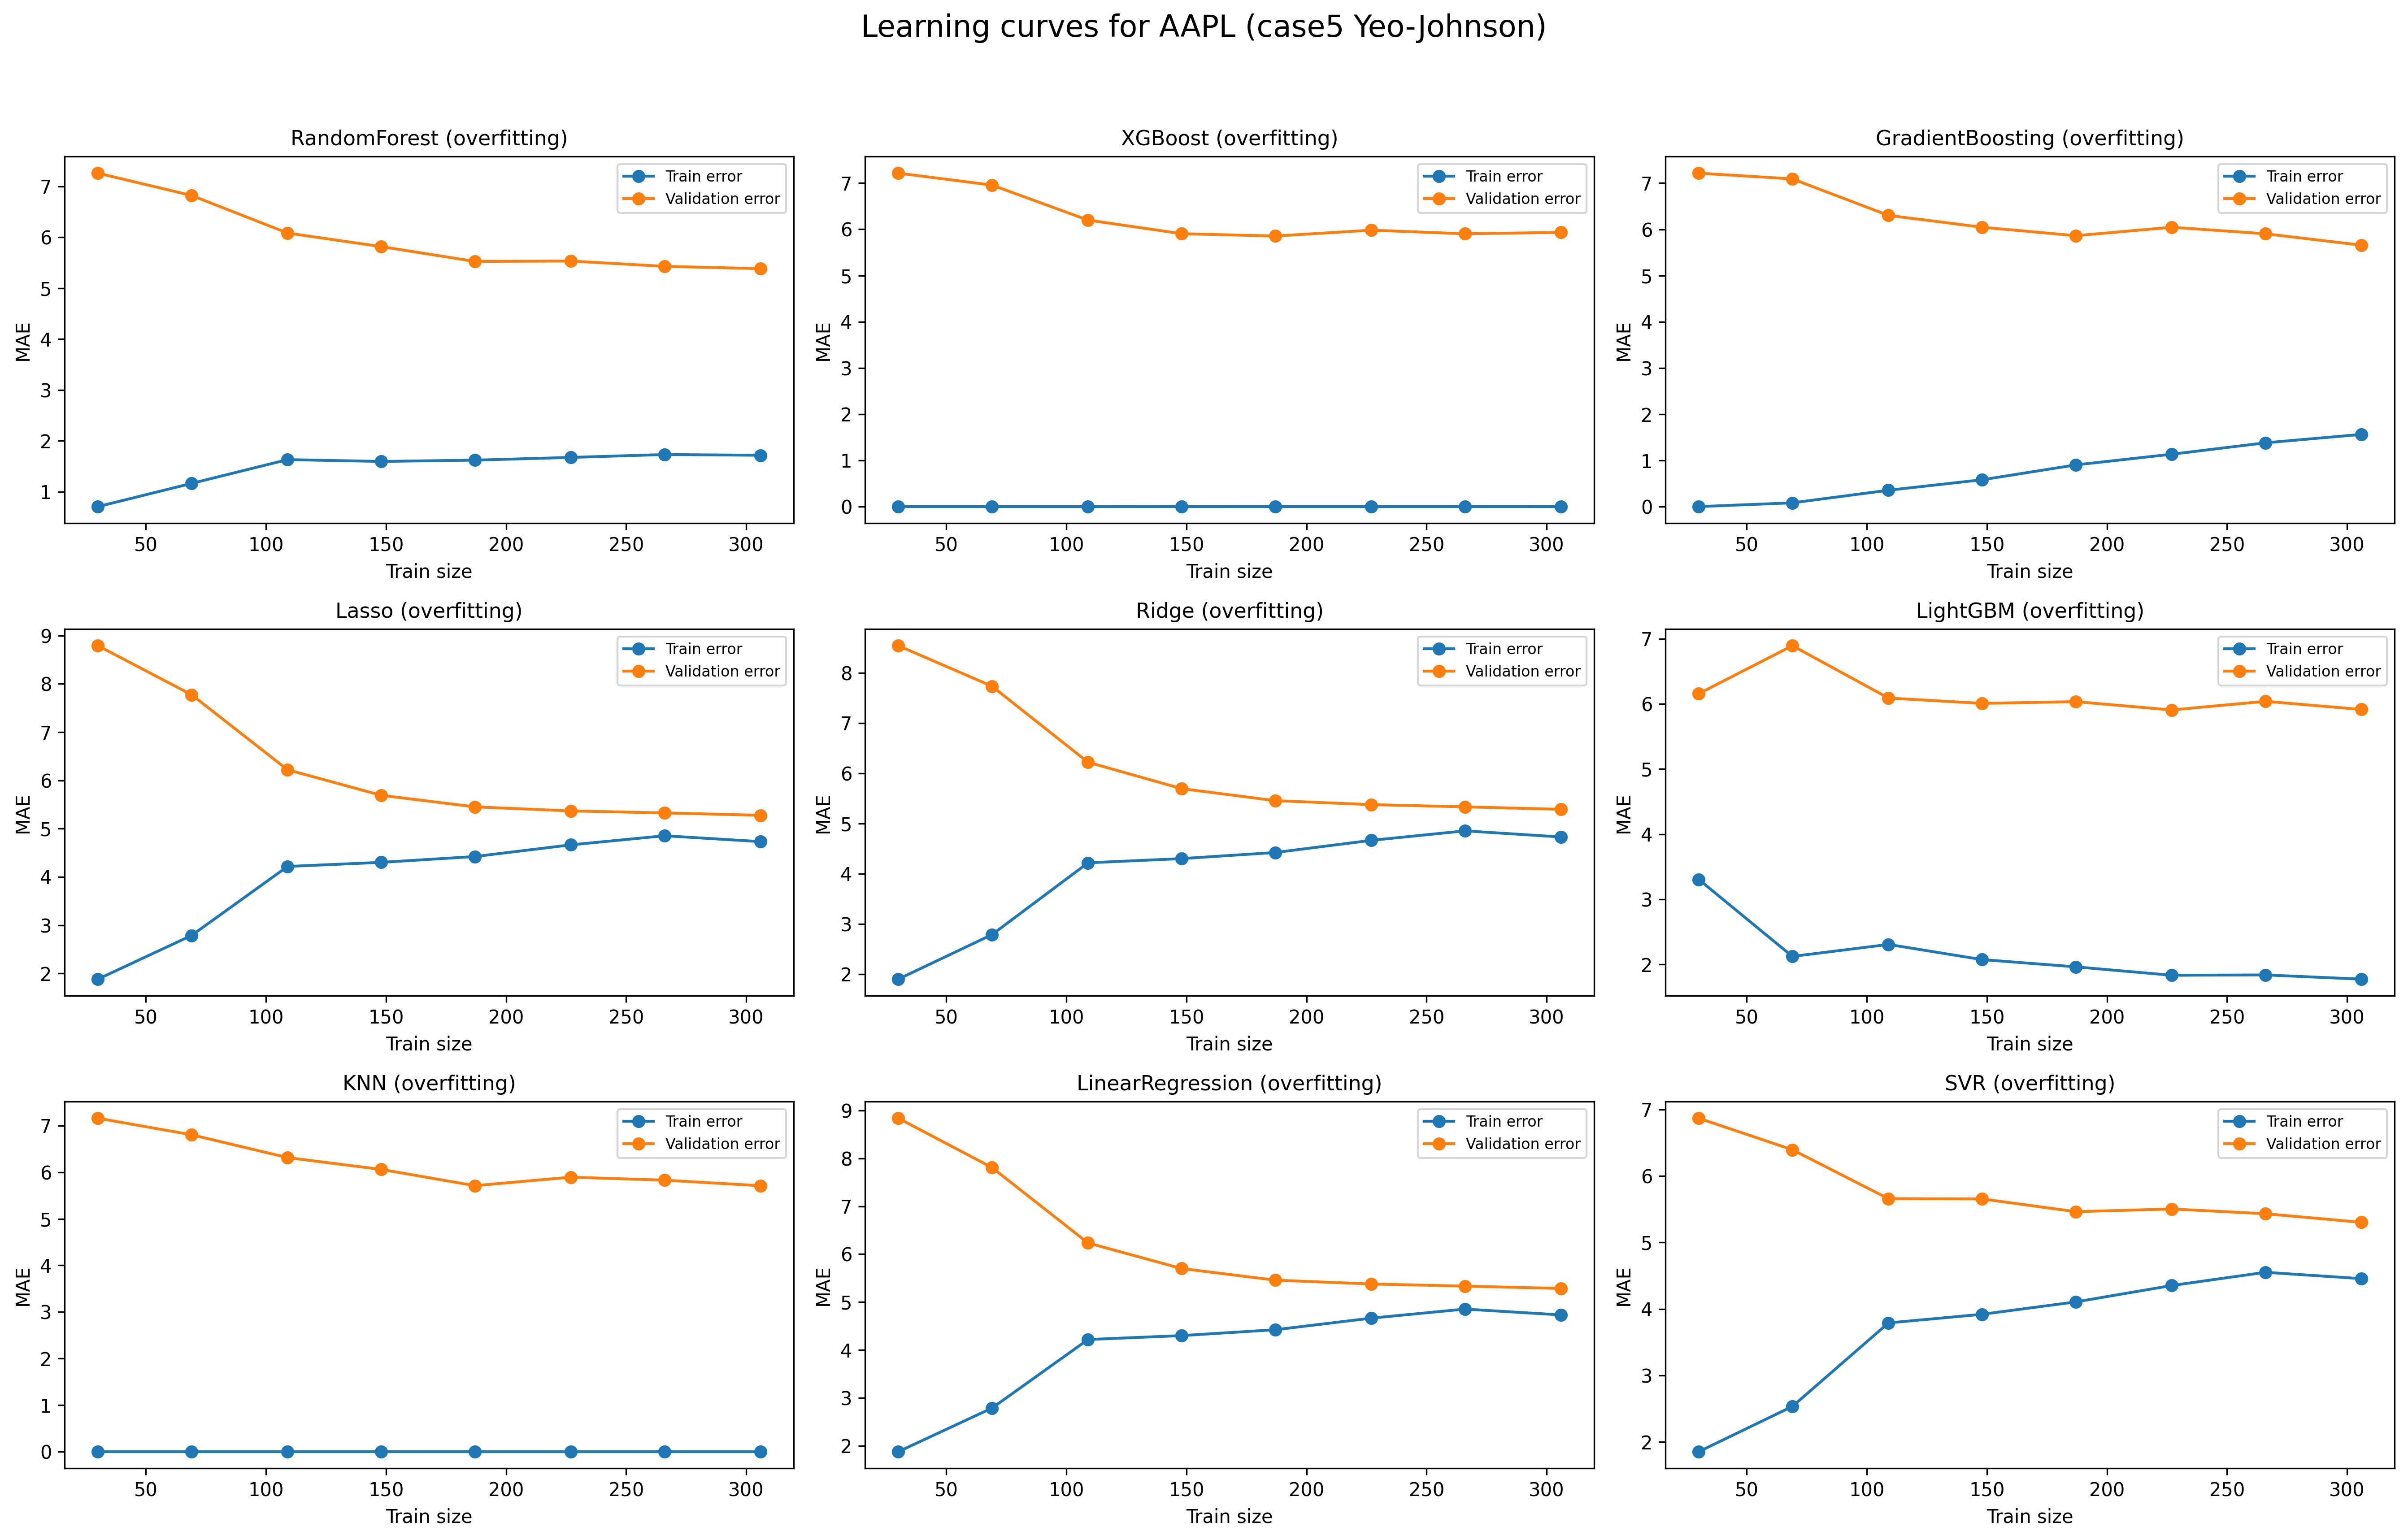 Learning curves for AAPL (case5 Yeo-Johnson)
RandomForest (overfitting)
MAE
7
6
5
4
3
2
1
50 100 150 200 250 300
Train size
Train error
Validation error
XGBoost (overfitting)
MAE
7
6
5
4
3
2
1
0
50 100 150 200 250 300
Train size
Train error
Validation error
GradientBoosting (overfitting)
MAE
7
6
5
4
3
2
1
0
50 100 150 200 250 300
Train size
Train error
Validation error
Lasso (overfitting)
MAE
9
8
7
6
5
4
3
2
50 100 150 200 250 300
Train size
Train error
Validation error
Ridge (overfitting)
MAE
8
7
6
5
4
3
2
50 100 150 200 250 300
Train size
Train error
Validation error
LightGBM (overfitting)
MAE
7
6
5
4
3
2
50 100 150 200 250 300
Train size
Train error
Validation error
KNN (overfitting)
MAE
7
6
5
4
3
2
1
0
50 100 150 200 250 300
Train size
Train error
Validation error
LinearRegression (overfitting)
MAE
9
8
7
6
5
4
3
2
50 100 150 200 250 300
Train size
Train error
Validation error
SVR (overfitting)
MAE
7
6
5
4
3
2
50 100 150 200 250 300
Train size
Train error
Validation error